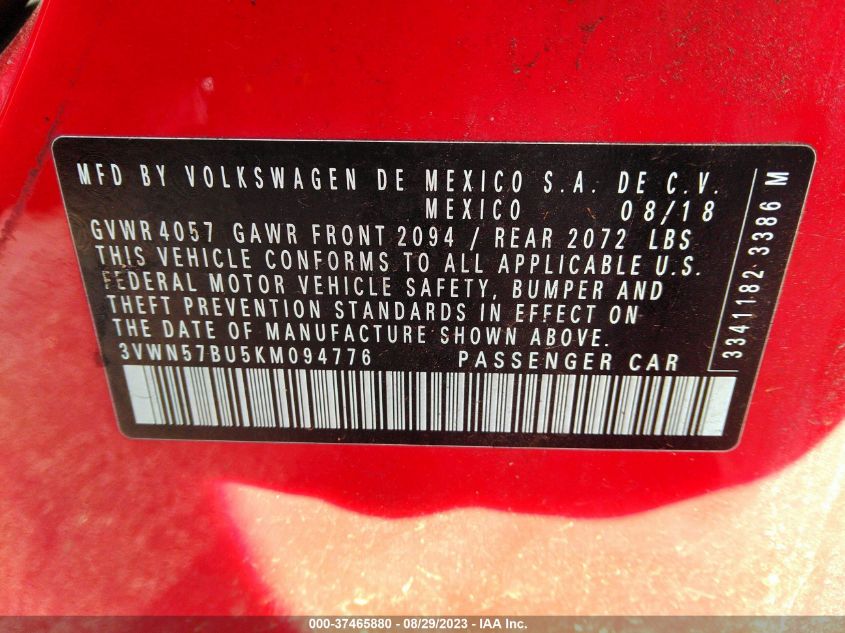 MFD BY VOLKSWAGEN DE MEXICO S.A. DE C.V.
MEXICO 08/18
GVWR 4057 GAWR FRONT 2094 / REAR 2072 LBS
THIS VEHICLE CONFORMS TO ALL APPLICABLE U.S.
FEDERAL MOTOR VEHICLE SAFETY, BUMPER AND
THEFT PREVENTION STANDARDS IN EFFECT ON
THE DATE OF MANUFACTURE SHOWN ABOVE.
3VWN57BU5KM094776 PASSENGER CAR
3341182 3386 M
000-37465880 - 08/29/2023 - IAA Inc.